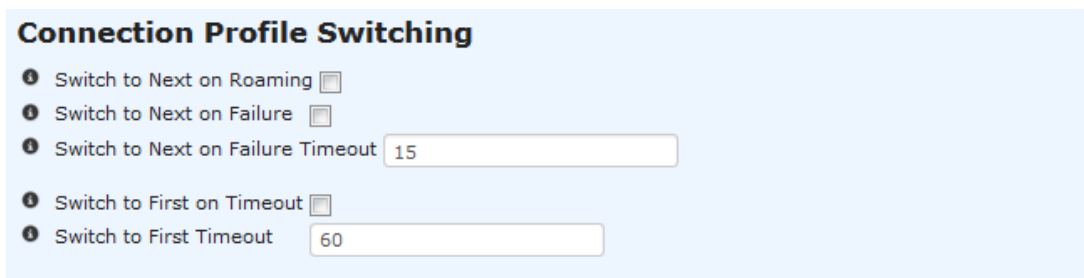 Connection Profile Switching
Switch to Next on Roaming
Switch to Next on Failure
Switch to Next on Failure Timeout 15
Switch to First on Timeout
Switch to First Timeout 60